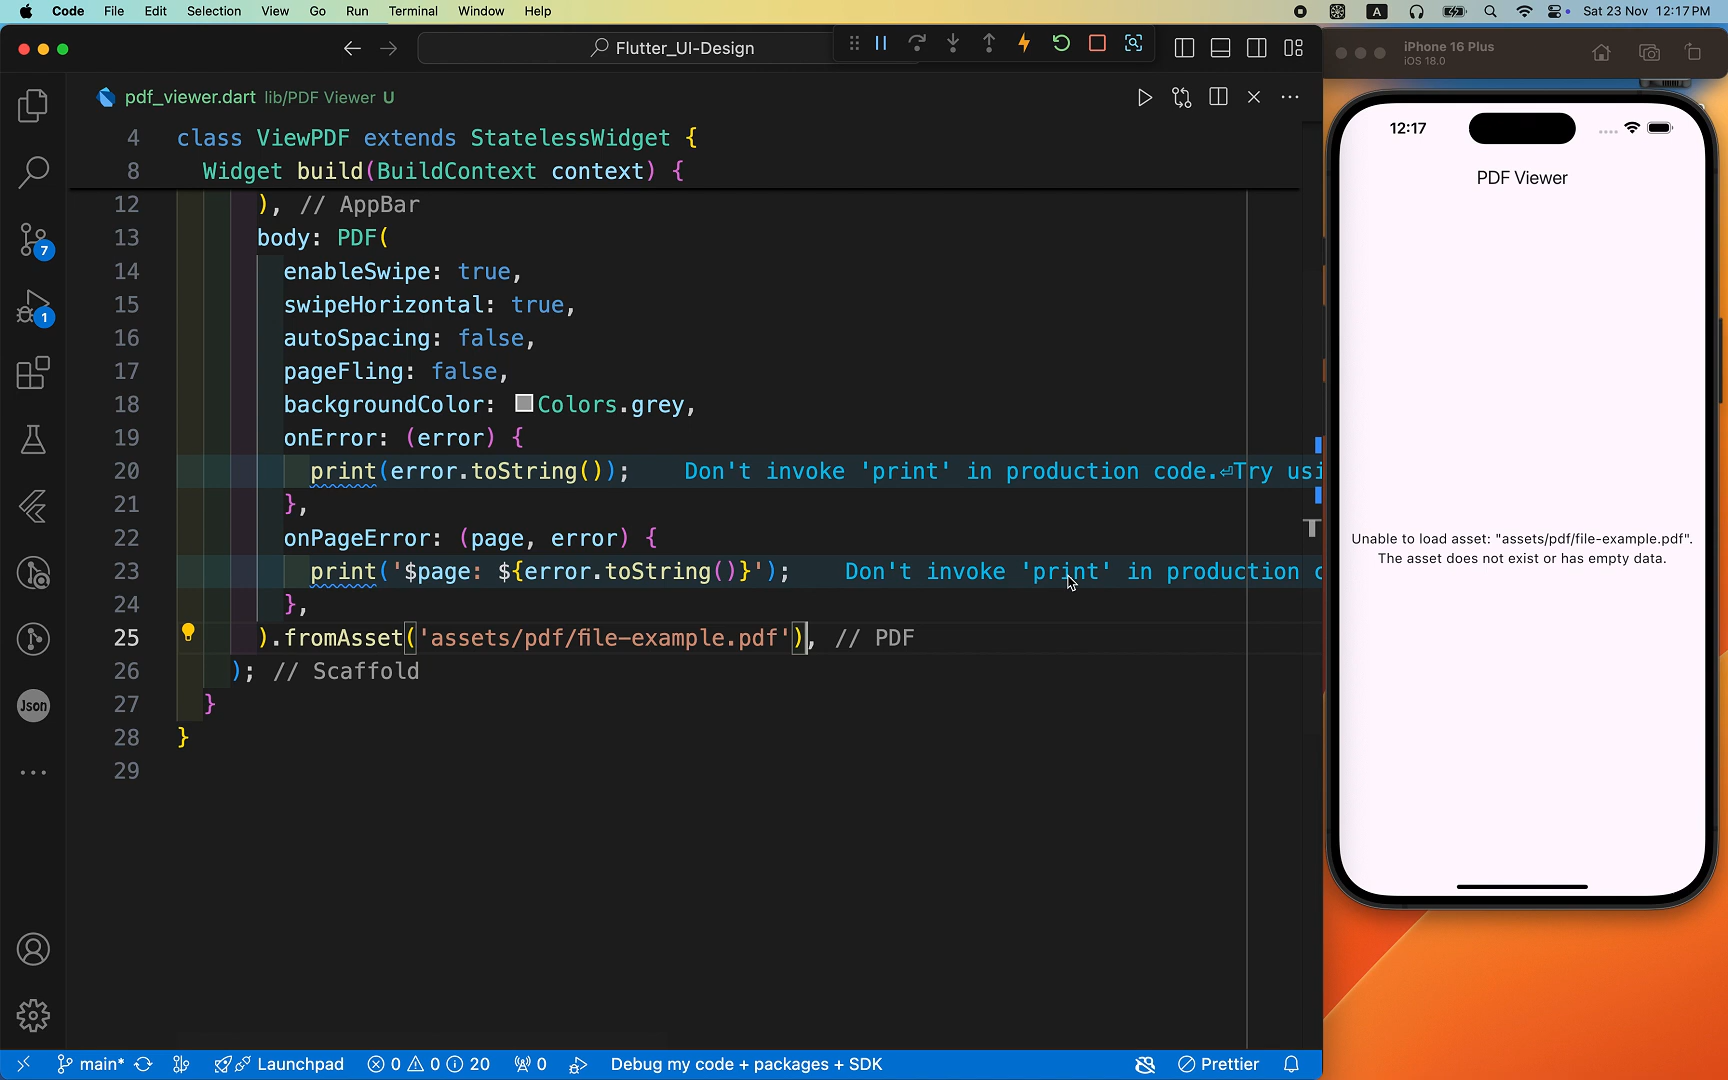 Code File Edit Selection View Go Run Terminal Window Help
A
Sat 23 Nov 12:17 PM
Flutter_UI-Design
iPhone 16 Plus
iOS 18.0
pdf_viewer.dart lib/PDF Viewer U
4 class ViewPDF extends StatelessWidget {
8 Widget build(BuildContext context) {
12 ), // AppBar
13 body: PDF(
14 enableSwipe: true,
15 swipeHorizontal: true,
16 autoSpacing: false,
17 pageFling: false,
18 backgroundColor: Colors.grey,
19 onError: (error) {
20 print(error.toString()); Don't invoke 'print' in production code.⏎Try usi
21 },
22 onPageError: (page, error) {
23 print('$page: ${error.toString()}'); Don't invoke 'print' in production c
24 },
25 ).fromAsset('assets/pdf/file-example.pdf'), // PDF
26 ); // Scaffold
27 }
28 }
29
7
1
Json
12:17
PDF Viewer
Unable to load asset: "assets/pdf/file-example.pdf".
The asset does not exist or has empty data.
main* Launchpad 0 0 20 0 Debug my code + packages + SDK Prettier